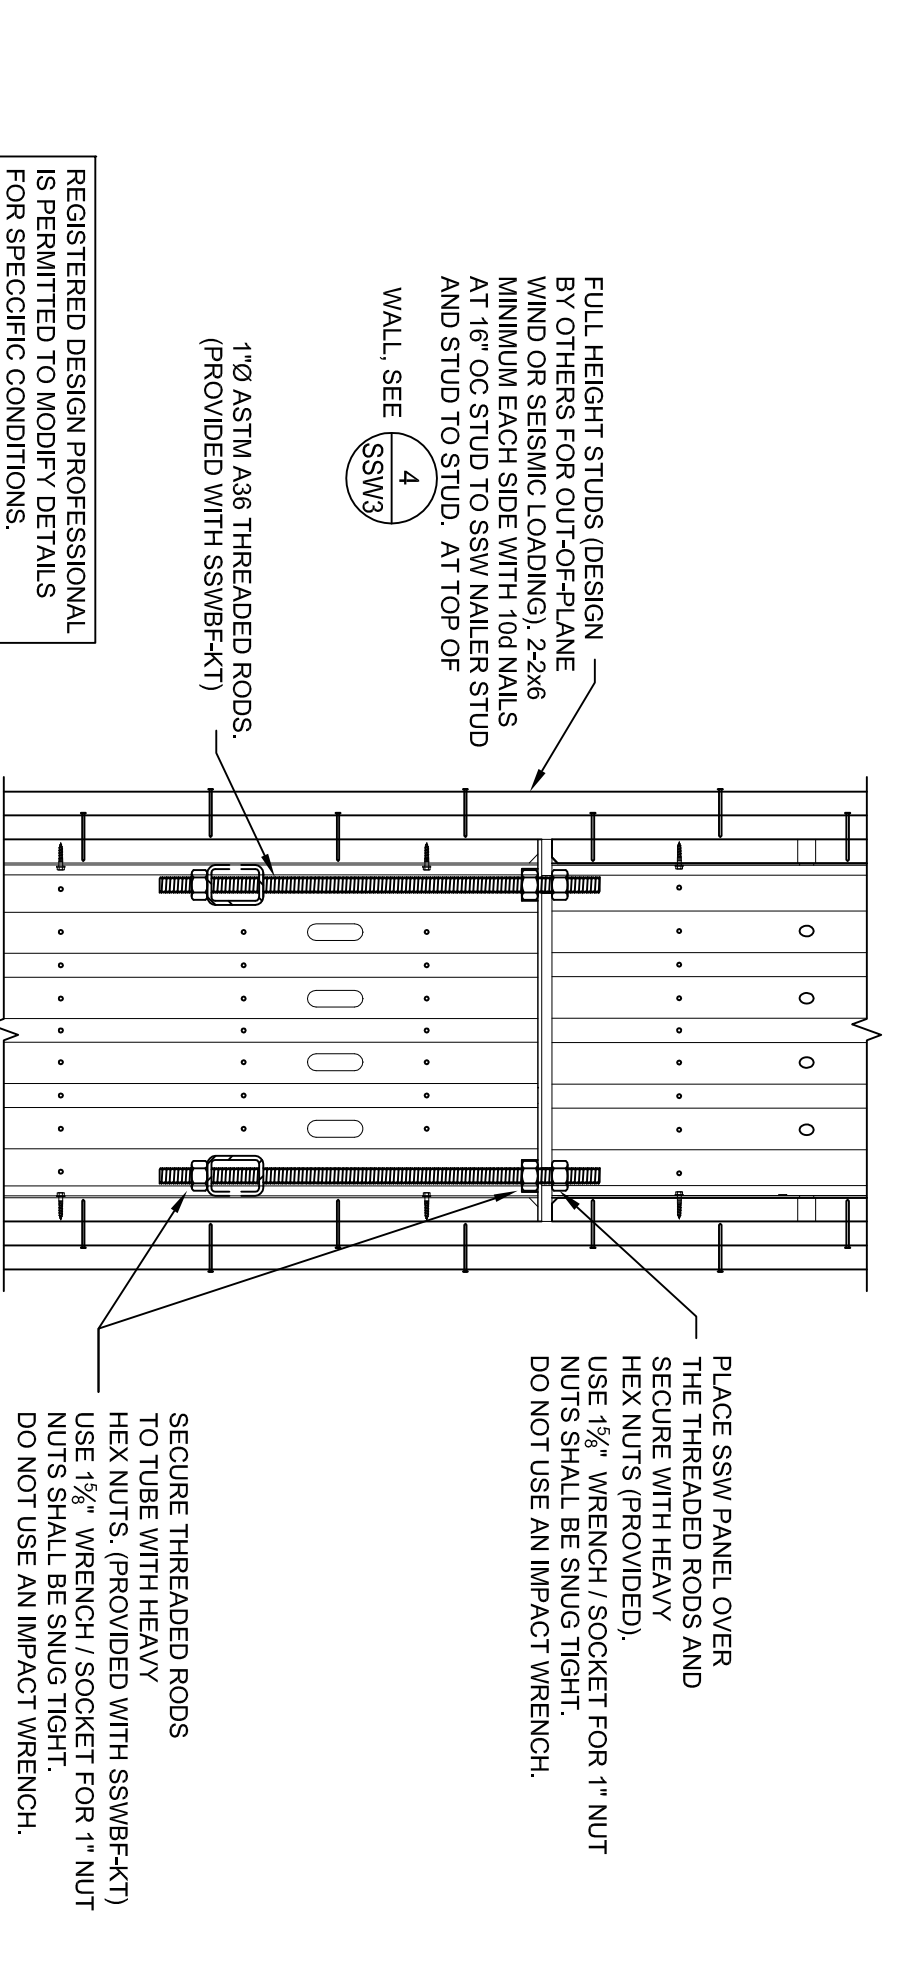 FULL HEIGHT STUDS (DESIGN
BY OTHERS FOR OUT-OF-PLANE
WIND OR SEISMIC LOADING). 2-2x6
MINIMUM EACH SIDE WITH 10d NAILS
AT 16" OC STUD TO SSW NAILER STUD
AND STUD TO STUD.  AT TOP OF
WALL, SEE
4
SSW3
1"Ø ASTM A36 THREADED RODS.
(PROVIDED WITH SSWBF-KT)
REGISTERED DESIGN PROFESSIONAL
IS PERMITTED TO MODIFY DETAILS
FOR SPECCIFIC CONDITIONS.
PLACE SSW PANEL OVER
THE THREADED RODS AND
SECURE WITH HEAVY
HEX NUTS (PROVIDED).
USE 1⅝" WRENCH / SOCKET FOR 1" NUT
NUTS SHALL BE SNUG TIGHT.
DO NOT USE AN IMPACT WRENCH.
SECURE THREADED RODS
TO TUBE WITH HEAVY
HEX NUTS. (PROVIDED WITH SSWBF-KT)
USE 1⅝" WRENCH / SOCKET FOR 1" NUT
NUTS SHALL BE SNUG TIGHT.
DO NOT USE AN IMPACT WRENCH.